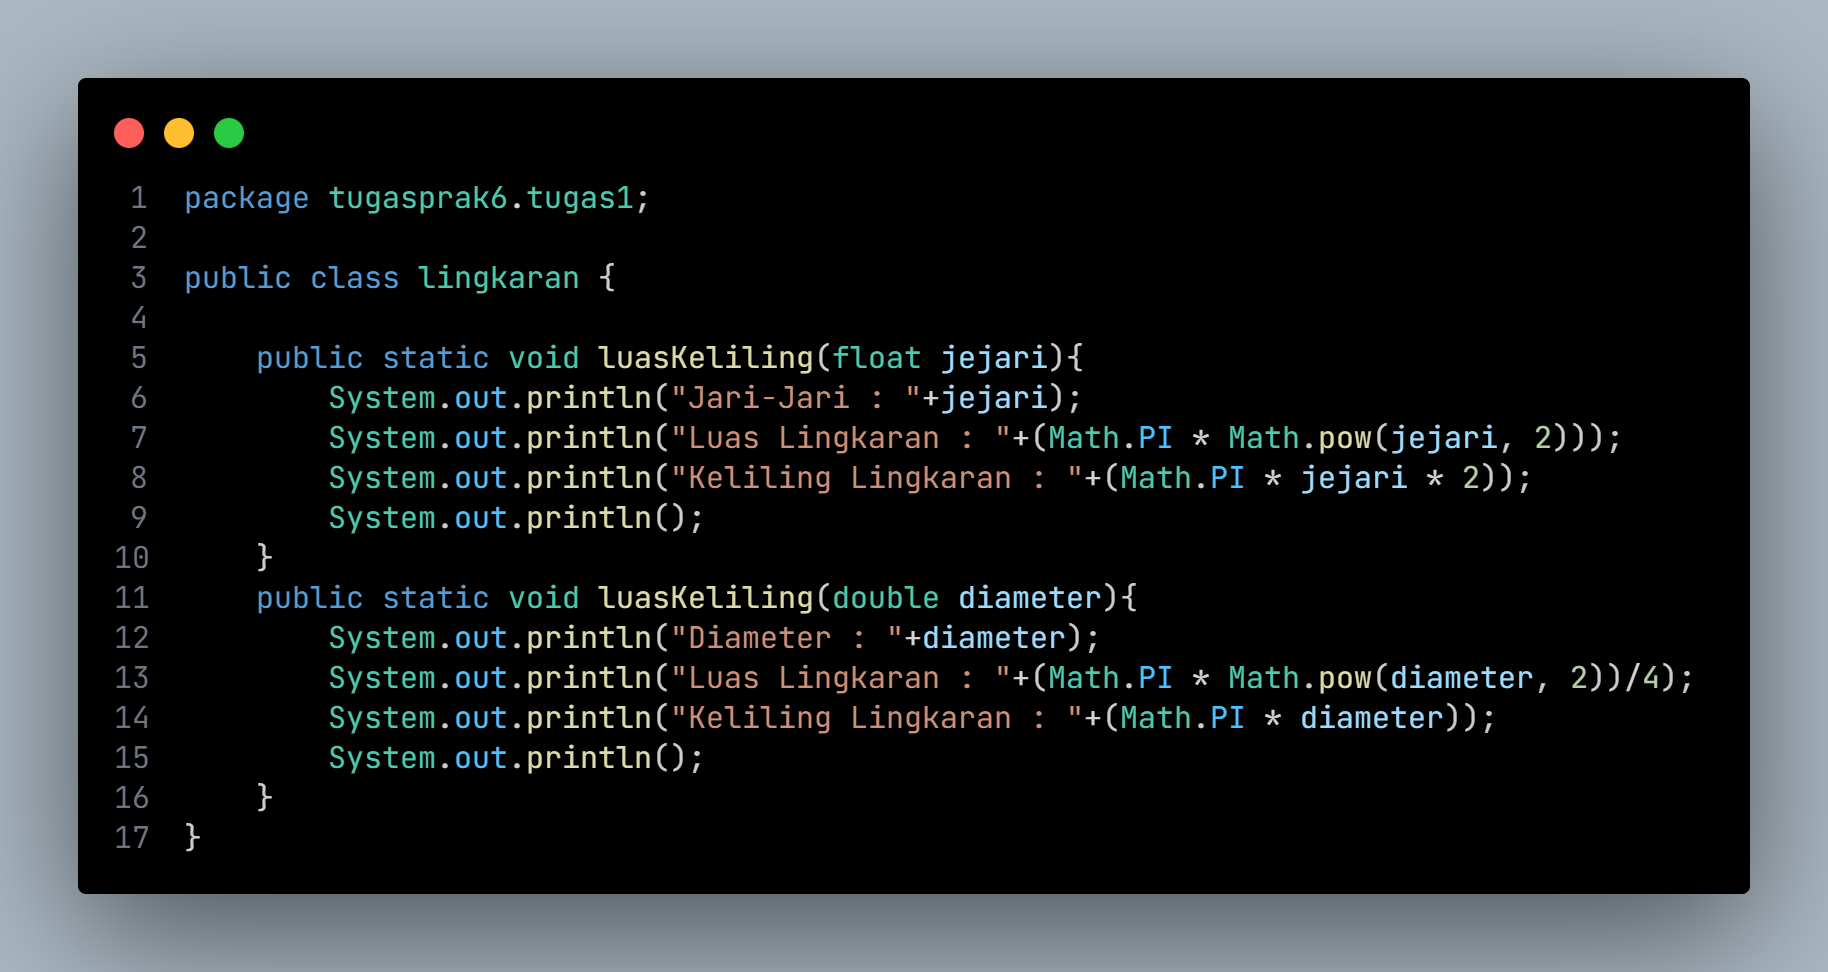 1 package tugasprak6.tugas1;
2
3 public class lingkaran {
4
5     public static void luasKeliling(float jejari){
6         System.out.println("Jari-Jari : "+jejari);
7         System.out.println("Luas Lingkaran : "+(Math.PI * Math.pow(jejari, 2)));
8         System.out.println("Keliling Lingkaran : "+(Math.PI * jejari * 2));
9         System.out.println();
10     }
11     public static void luasKeliling(double diameter){
12         System.out.println("Diameter : "+diameter);
13         System.out.println("Luas Lingkaran : "+(Math.PI * Math.pow(diameter, 2))/4);
14         System.out.println("Keliling Lingkaran : "+(Math.PI * diameter));
15         System.out.println();
16     }
17 }